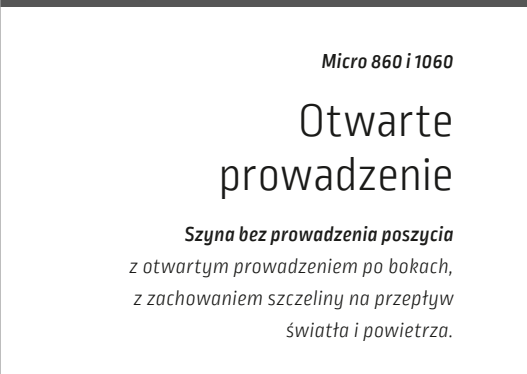 Micro 860 i 1060
Otwarte
prowadzenie
Szyna bez prowadzenia poszycia
z otwartym prowadzeniem po bokach,
z zachowaniem szczeliny na przepływ
światła i powietrza.